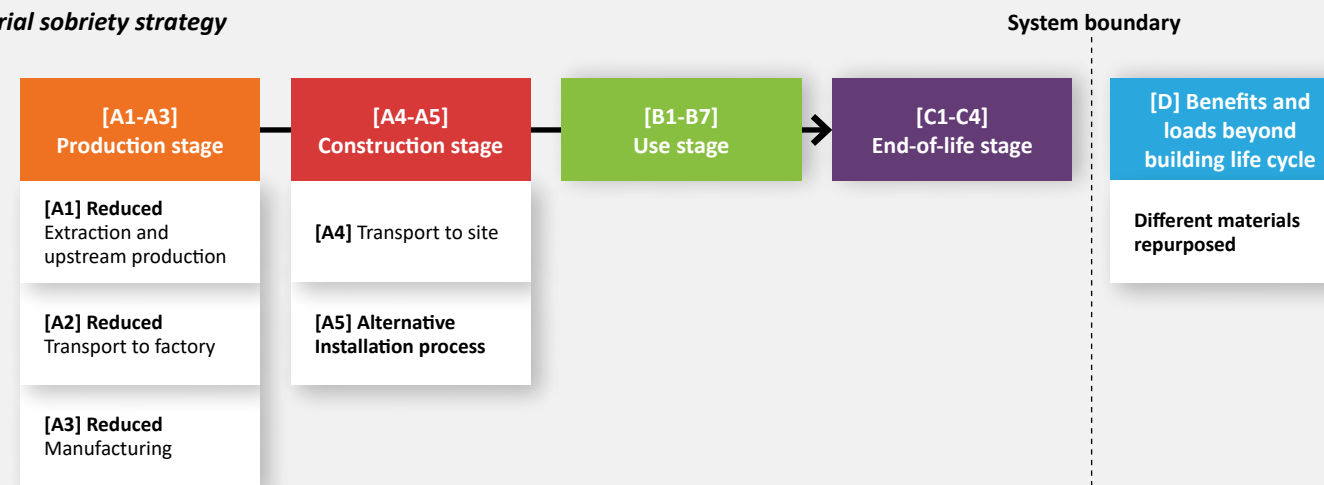 rial sobriety strategy
System boundary
[A1-A3]
Production stage
[A4-A5]
Construction stage
[B1-B7]
Use stage
[C1-C4]
End-of-life stage
[D] Benefits and
loads beyond
building life cycle
[A1] Reduced
Extraction and
upstream production
[A2] Reduced
Transport to factory
[A3] Reduced
Manufacturing
[A4] Transport to site
[A5] Alternative
Installation process
Different materials
repurposed